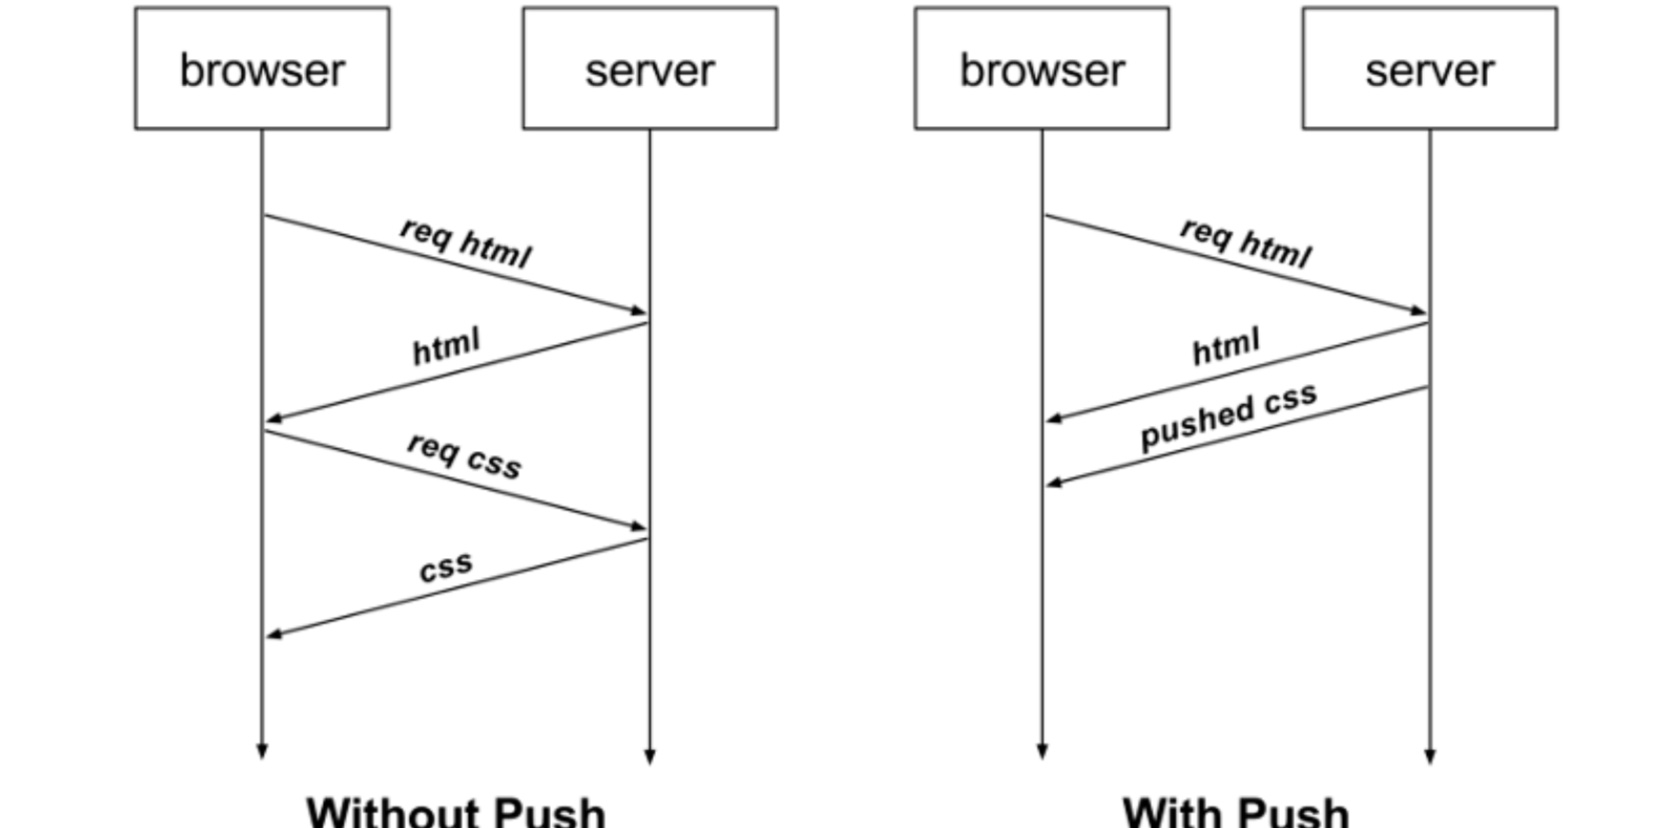 browser
server
req html
html
req css
css
Without Push
browser
server
req html
html
pushed css
With Push